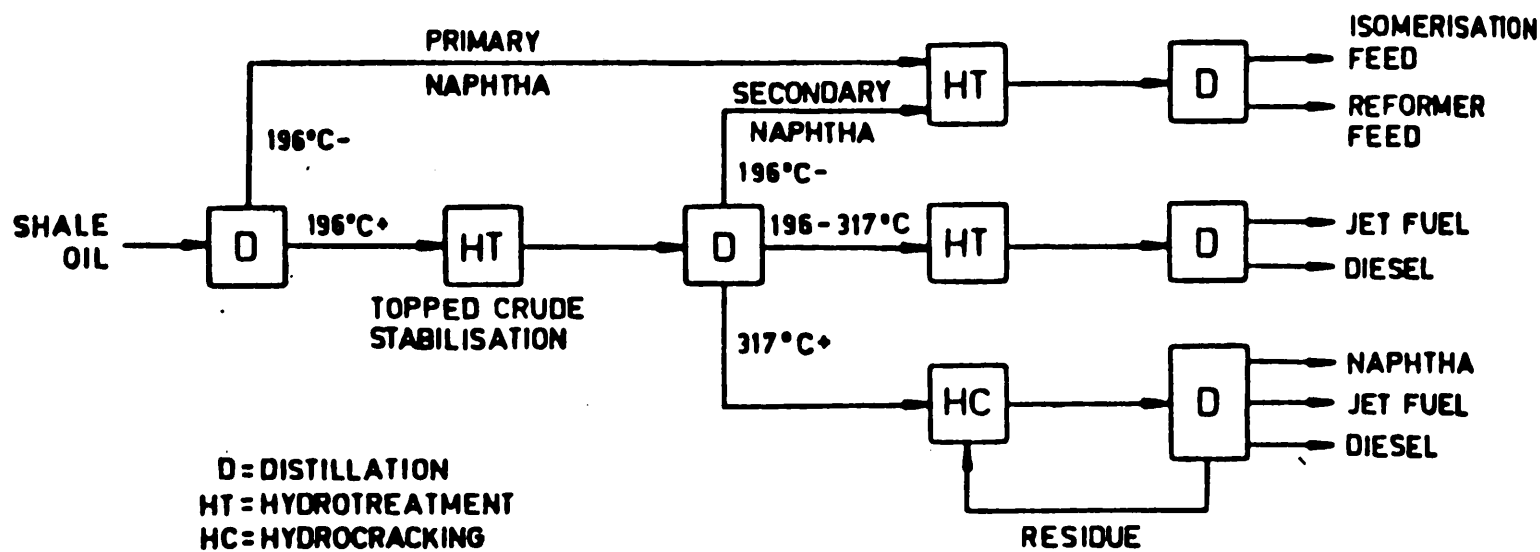 PRIMARY
NAPHTHA
196°C-
SHALE
OIL
D
196°C+
HT
TOPPED CRUDE
STABILISATION
D
SECONDARY
NAPHTHA
196°C-
196-317°C
317°C+
HT
D
ISOMERISATION
FEED
REFORMER
FEED
HT
D
JET FUEL
DIESEL
HC
D
NAPHTHA
JET FUEL
DIESEL
RESIDUE
D=DISTILLATION
HT=HYDROTREATMENT
HC=HYDROCRACKING